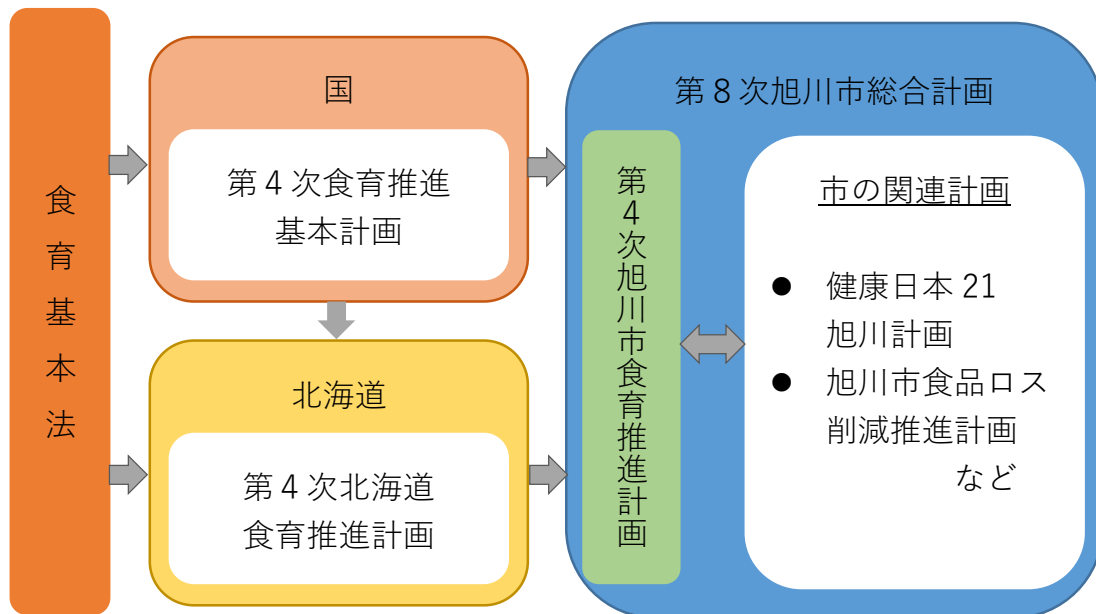 食育基本法
国
第4次食育推進
基本計画
北海道
第4次北海道
食育推進計画
第8次旭川市総合計画
第4次旭川市食育推進計画
市の関連計画
● 健康日本21
旭川計画
● 旭川市食品ロス
削減推進計画
など